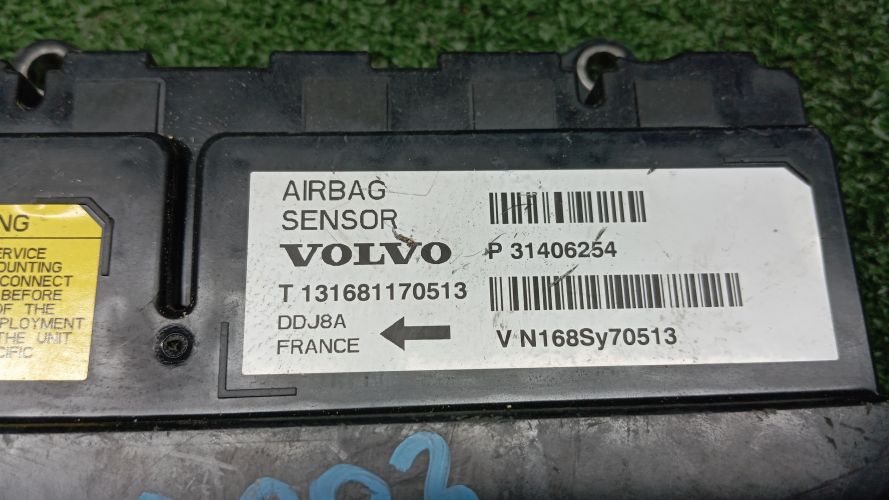 NG
ERVICE
OUNTING
CONNECT
BEFORE
OF THE
PLOYMENT
THE UNIT
CIFIC
AIRBAG
SENSOR
VOLVO
P 31406254
T 131681170513
DDJ8A
FRANCE
V N168Sy70513